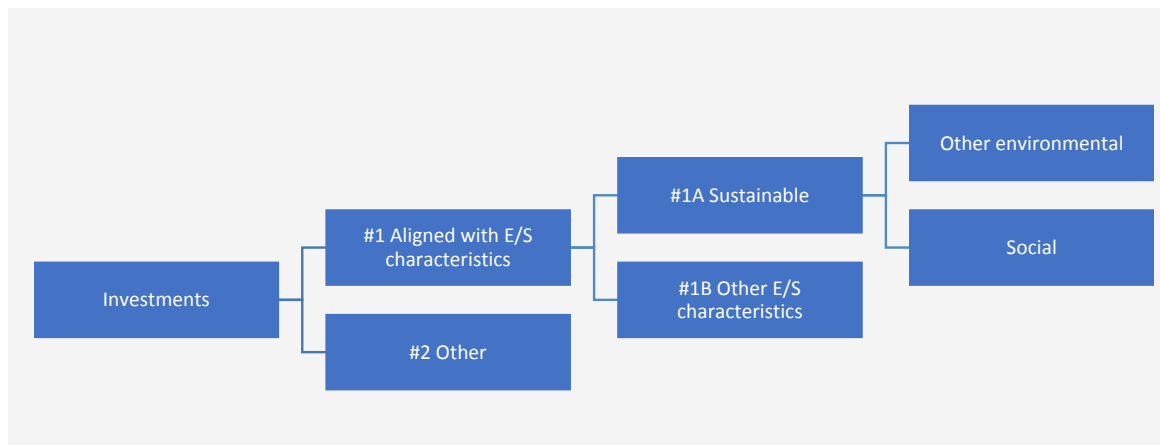 Investments
#1 Aligned with E/S
characteristics
#2 Other
#1A Sustainable
#1B Other E/S
characteristics
Other environmental
Social